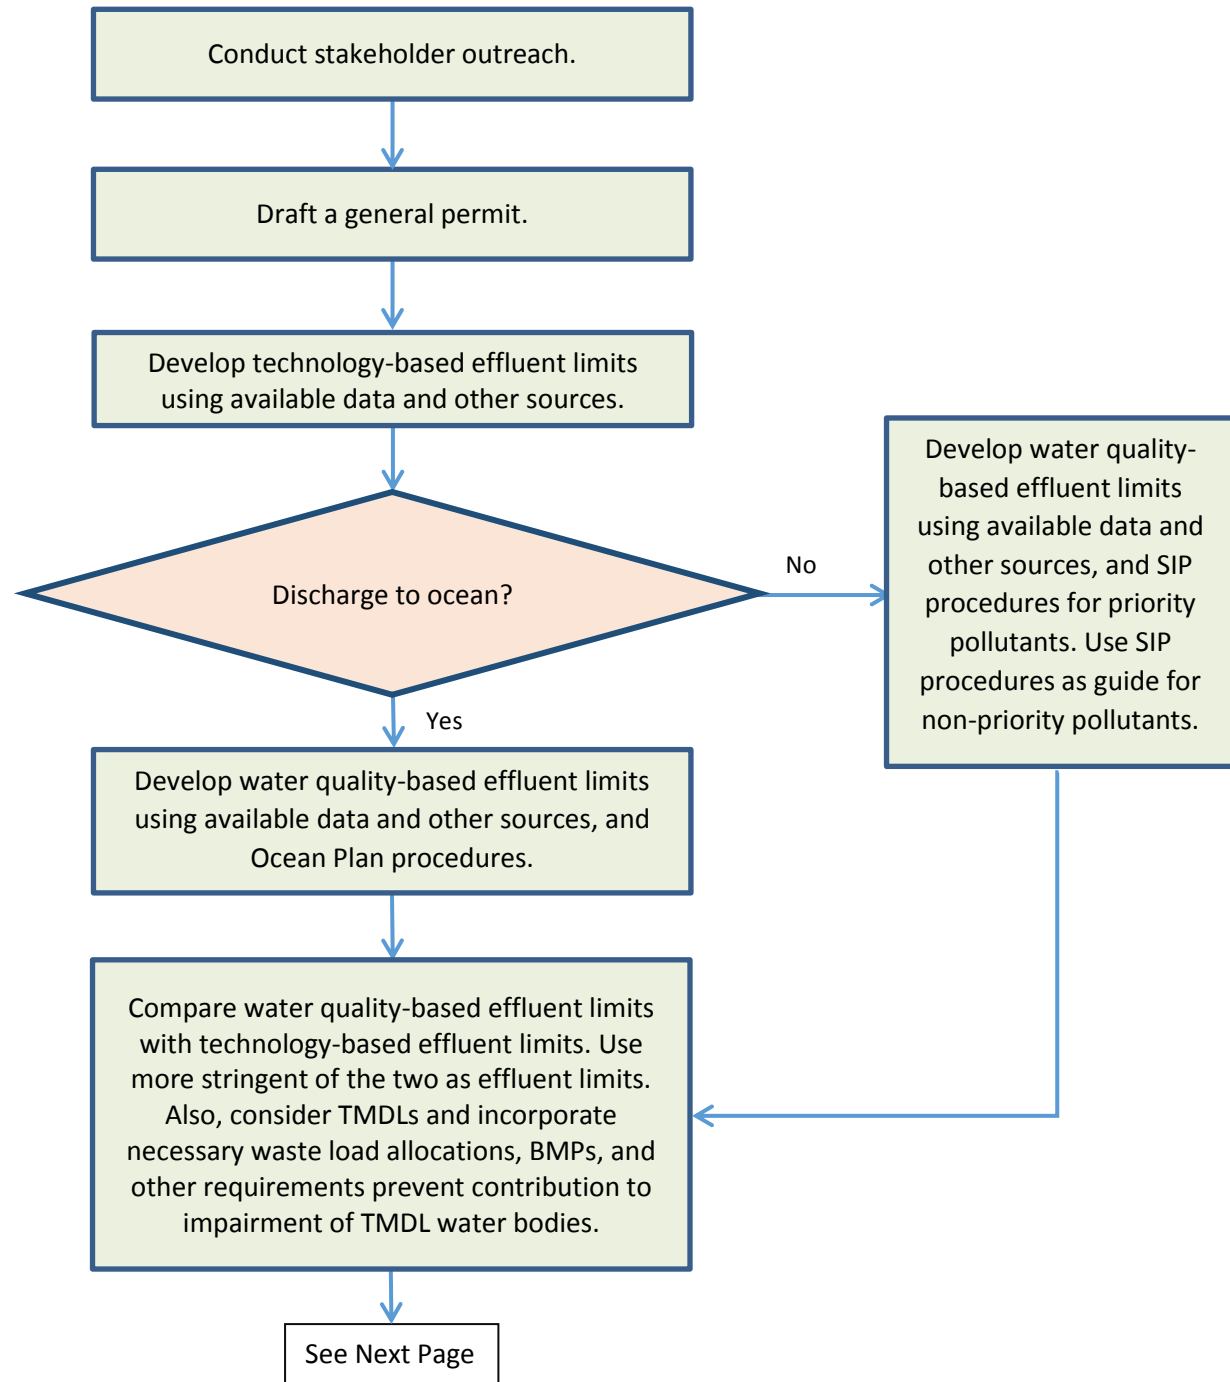 Conduct stakeholder outreach.
Draft a general permit.
Develop technology-based effluent limits
using available data and other sources.
Discharge to ocean?
No
Develop water quality-
based effluent limits
using available data and
other sources, and SIP
procedures for priority
pollutants. Use SIP
procedures as guide for
non-priority pollutants.
Yes
Develop water quality-based effluent limits
using available data and other sources, and
Ocean Plan procedures.
Compare water quality-based effluent limits
with technology-based effluent limits. Use
more stringent of the two as effluent limits.
Also, consider TMDLs and incorporate
necessary waste load allocations, BMPs, and
other requirements prevent contribution to
impairment of TMDL water bodies.
See Next Page